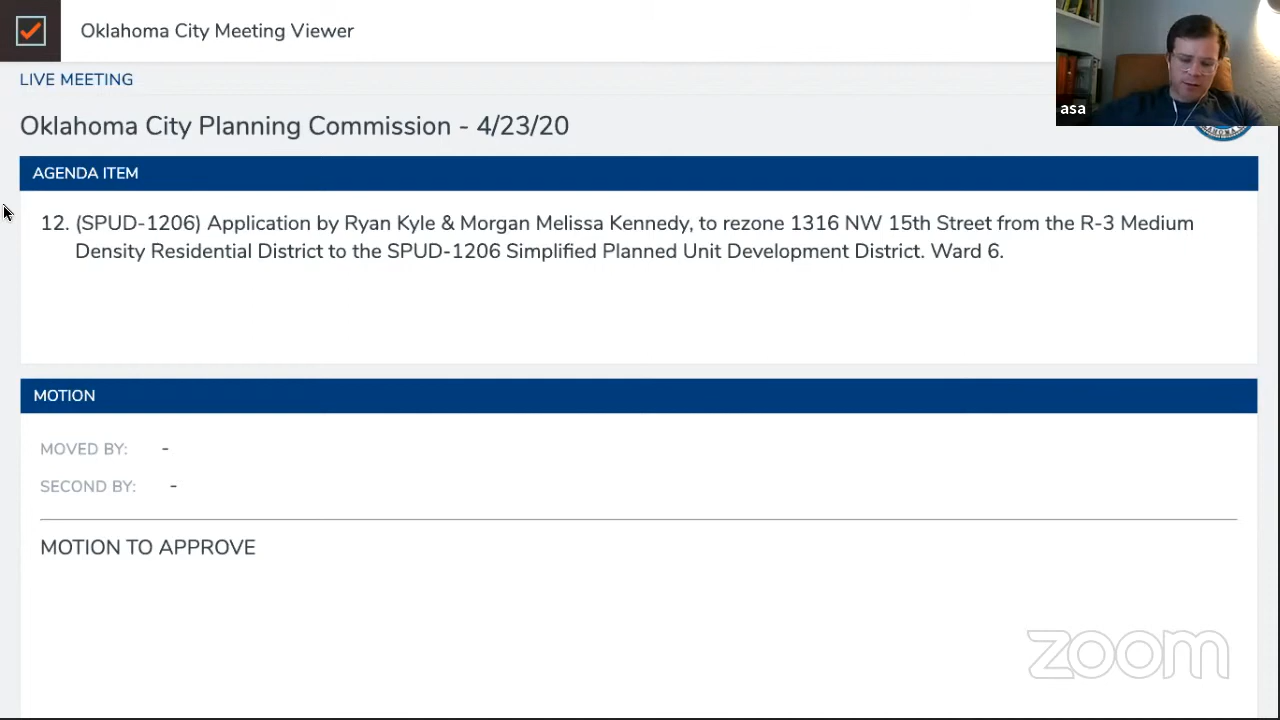 Oklahoma City Meeting Viewer
LIVE MEETING
asa
Oklahoma City Planning Commission - 4/23/20
AGENDA ITEM
12. (SPUD-1206) Application by Ryan Kyle & Morgan Melissa Kennedy, to rezone 1316 NW 15th Street from the R-3 Medium
Density Residential District to the SPUD-1206 Simplified Planned Unit Development District. Ward 6.
MOTION
MOVED BY: -
SECOND BY: -
MOTION TO APPROVE
zoom